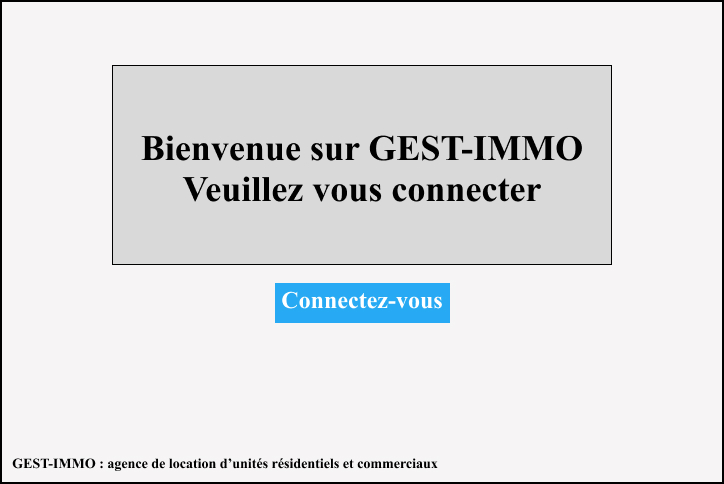 Bienvenue sur GEST-IMMO
Veuillez vous connecter
Connectez-vous
GEST-IMMO : agence de location d’unités résidentiels et commerciaux